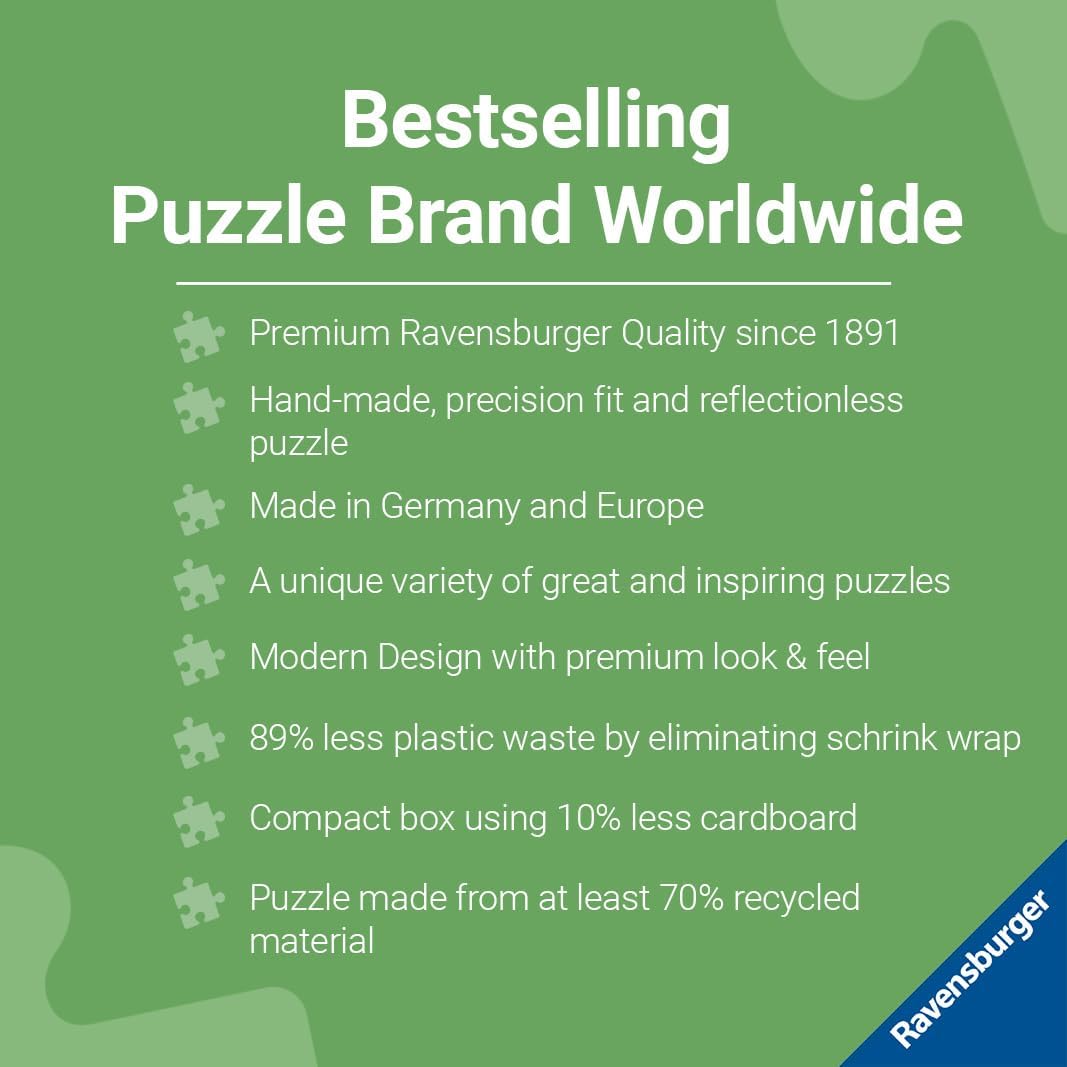 Bestselling
Puzzle Brand Worldwide
Premium Ravensburger Quality since 1891
Hand-made, precision fit and reflectionless
puzzle
Made in Germany and Europe
A unique variety of great and inspiring puzzles
Modern Design with premium look & feel
89% less plastic waste by eliminating schrink wrap
Compact box using 10% less cardboard
Puzzle made from at least 70% recycled
material
Ravensburger